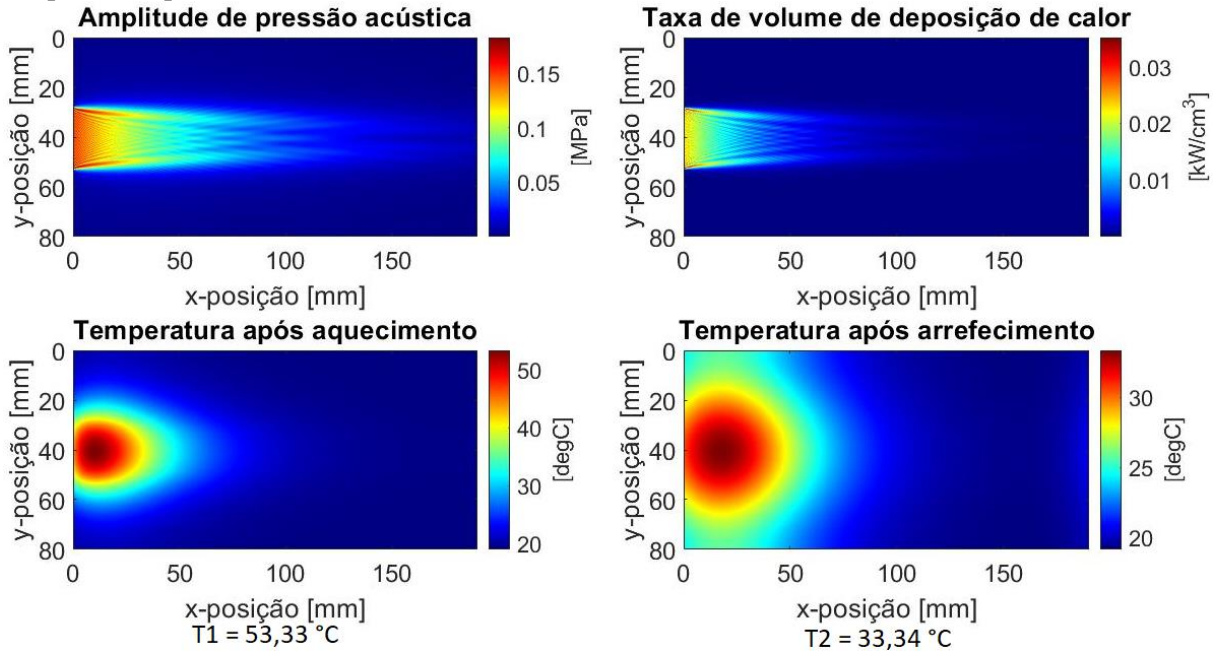 Amplitude de pressão acústica
0
20
40
60
80
y-posição [mm]
0 50 100 150
x-posição [mm]
0.15
0.1
0.05
[MPa]
Taxa de volume de deposição de calor
0
20
40
60
80
y-posição [mm]
0 50 100 150
x-posição [mm]
0.03
0.02
0.01
[kW/cm³]
Temperatura após aquecimento
0
20
40
60
80
y-posição [mm]
0 50 100 150
x-posição [mm]
50
40
30
20
[degC]
T1 = 53,33 °C
Temperatura após arrefecimento
0
20
40
60
80
y-posição [mm]
0 50 100 150
x-posição [mm]
30
25
20
[degC]
T2 = 33,34 °C